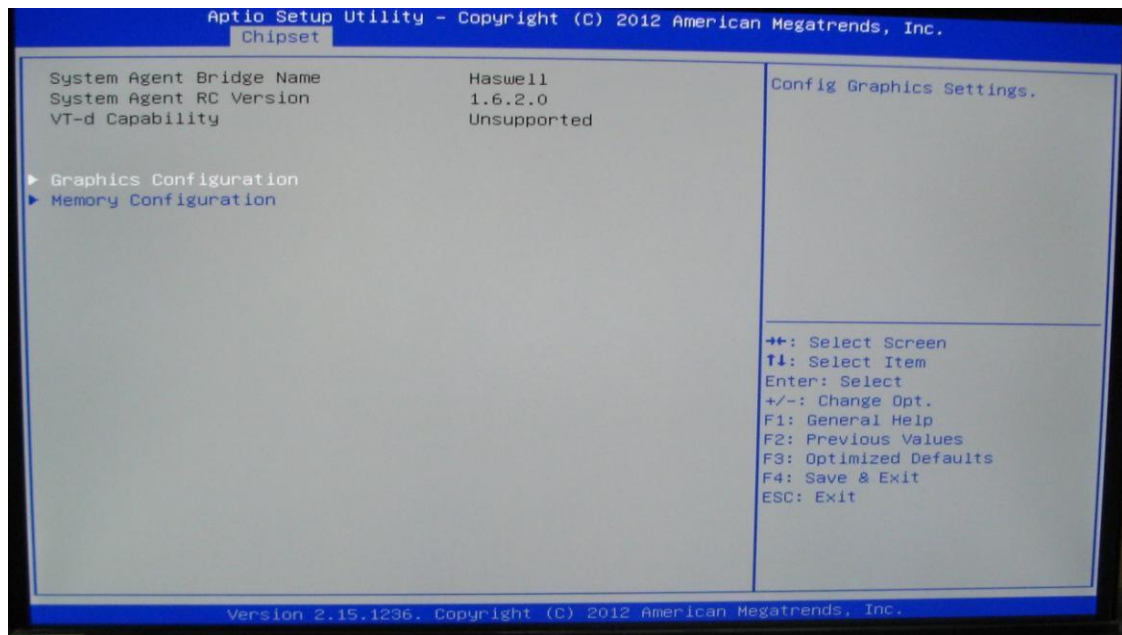 Aptio Setup Utility – Copyright (C) 2012 American Megatrends, Inc.
Chipset
System Agent Bridge Name Haswell
System Agent RC Version 1.6.2.0
VT-d Capability Unsupported
► Graphics Configuration
► Memory Configuration
Config Graphics Settings.
→←: Select Screen
↑↓: Select Item
Enter: Select
+/-: Change Opt.
F1: General Help
F2: Previous Values
F3: Optimized Defaults
F4: Save & Exit
ESC: Exit
Version 2.15.1236. Copyright (C) 2012 American Megatrends, Inc.